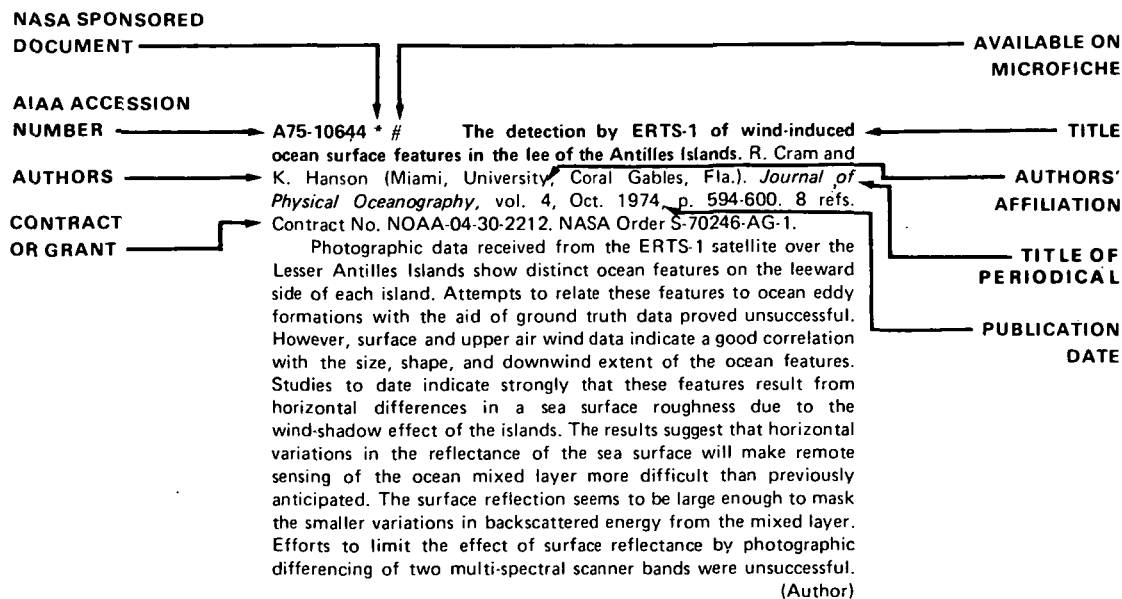 NASA SPONSORED
DOCUMENT
AVAILABLE ON
MICROFICHE
AIAA ACCESSION
NUMBER
A75-10644 * # The detection by ERTS-1 of wind-induced
TITLE
ocean surface features in the lee of the Antilles Islands. R. Cram and
AUTHORS
K. Hanson (Miami, University, Coral Gables, Fla.). Journal of
AUTHORS'
AFFILIATION
Physical Oceanography, vol. 4, Oct. 1974, p. 594-600. 8 refs.
CONTRACT
OR GRANT
Contract No. NOAA-04-30-2212. NASA Order S-70246-AG-1.
TITLE OF
PERIODICAL
PUBLICATION
DATE
Photographic data received from the ERTS-1 satellite over the
Lesser Antilles Islands show distinct ocean features on the leeward
side of each island. Attempts to relate these features to ocean eddy
formations with the aid of ground truth data proved unsuccessful.
However, surface and upper air wind data indicate a good correlation
with the size, shape, and downwind extent of the ocean features.
Studies to date indicate strongly that these features result from
horizontal differences in a sea surface roughness due to the
wind-shadow effect of the islands. The results suggest that horizontal
variations in the reflectance of the sea surface will make remote
sensing of the ocean mixed layer more difficult than previously
anticipated. The surface reflection seems to be large enough to mask
the smaller variations in backscattered energy from the mixed layer.
Efforts to limit the effect of surface reflectance by photographic
differencing of two multi-spectral scanner bands were unsuccessful.
(Author)